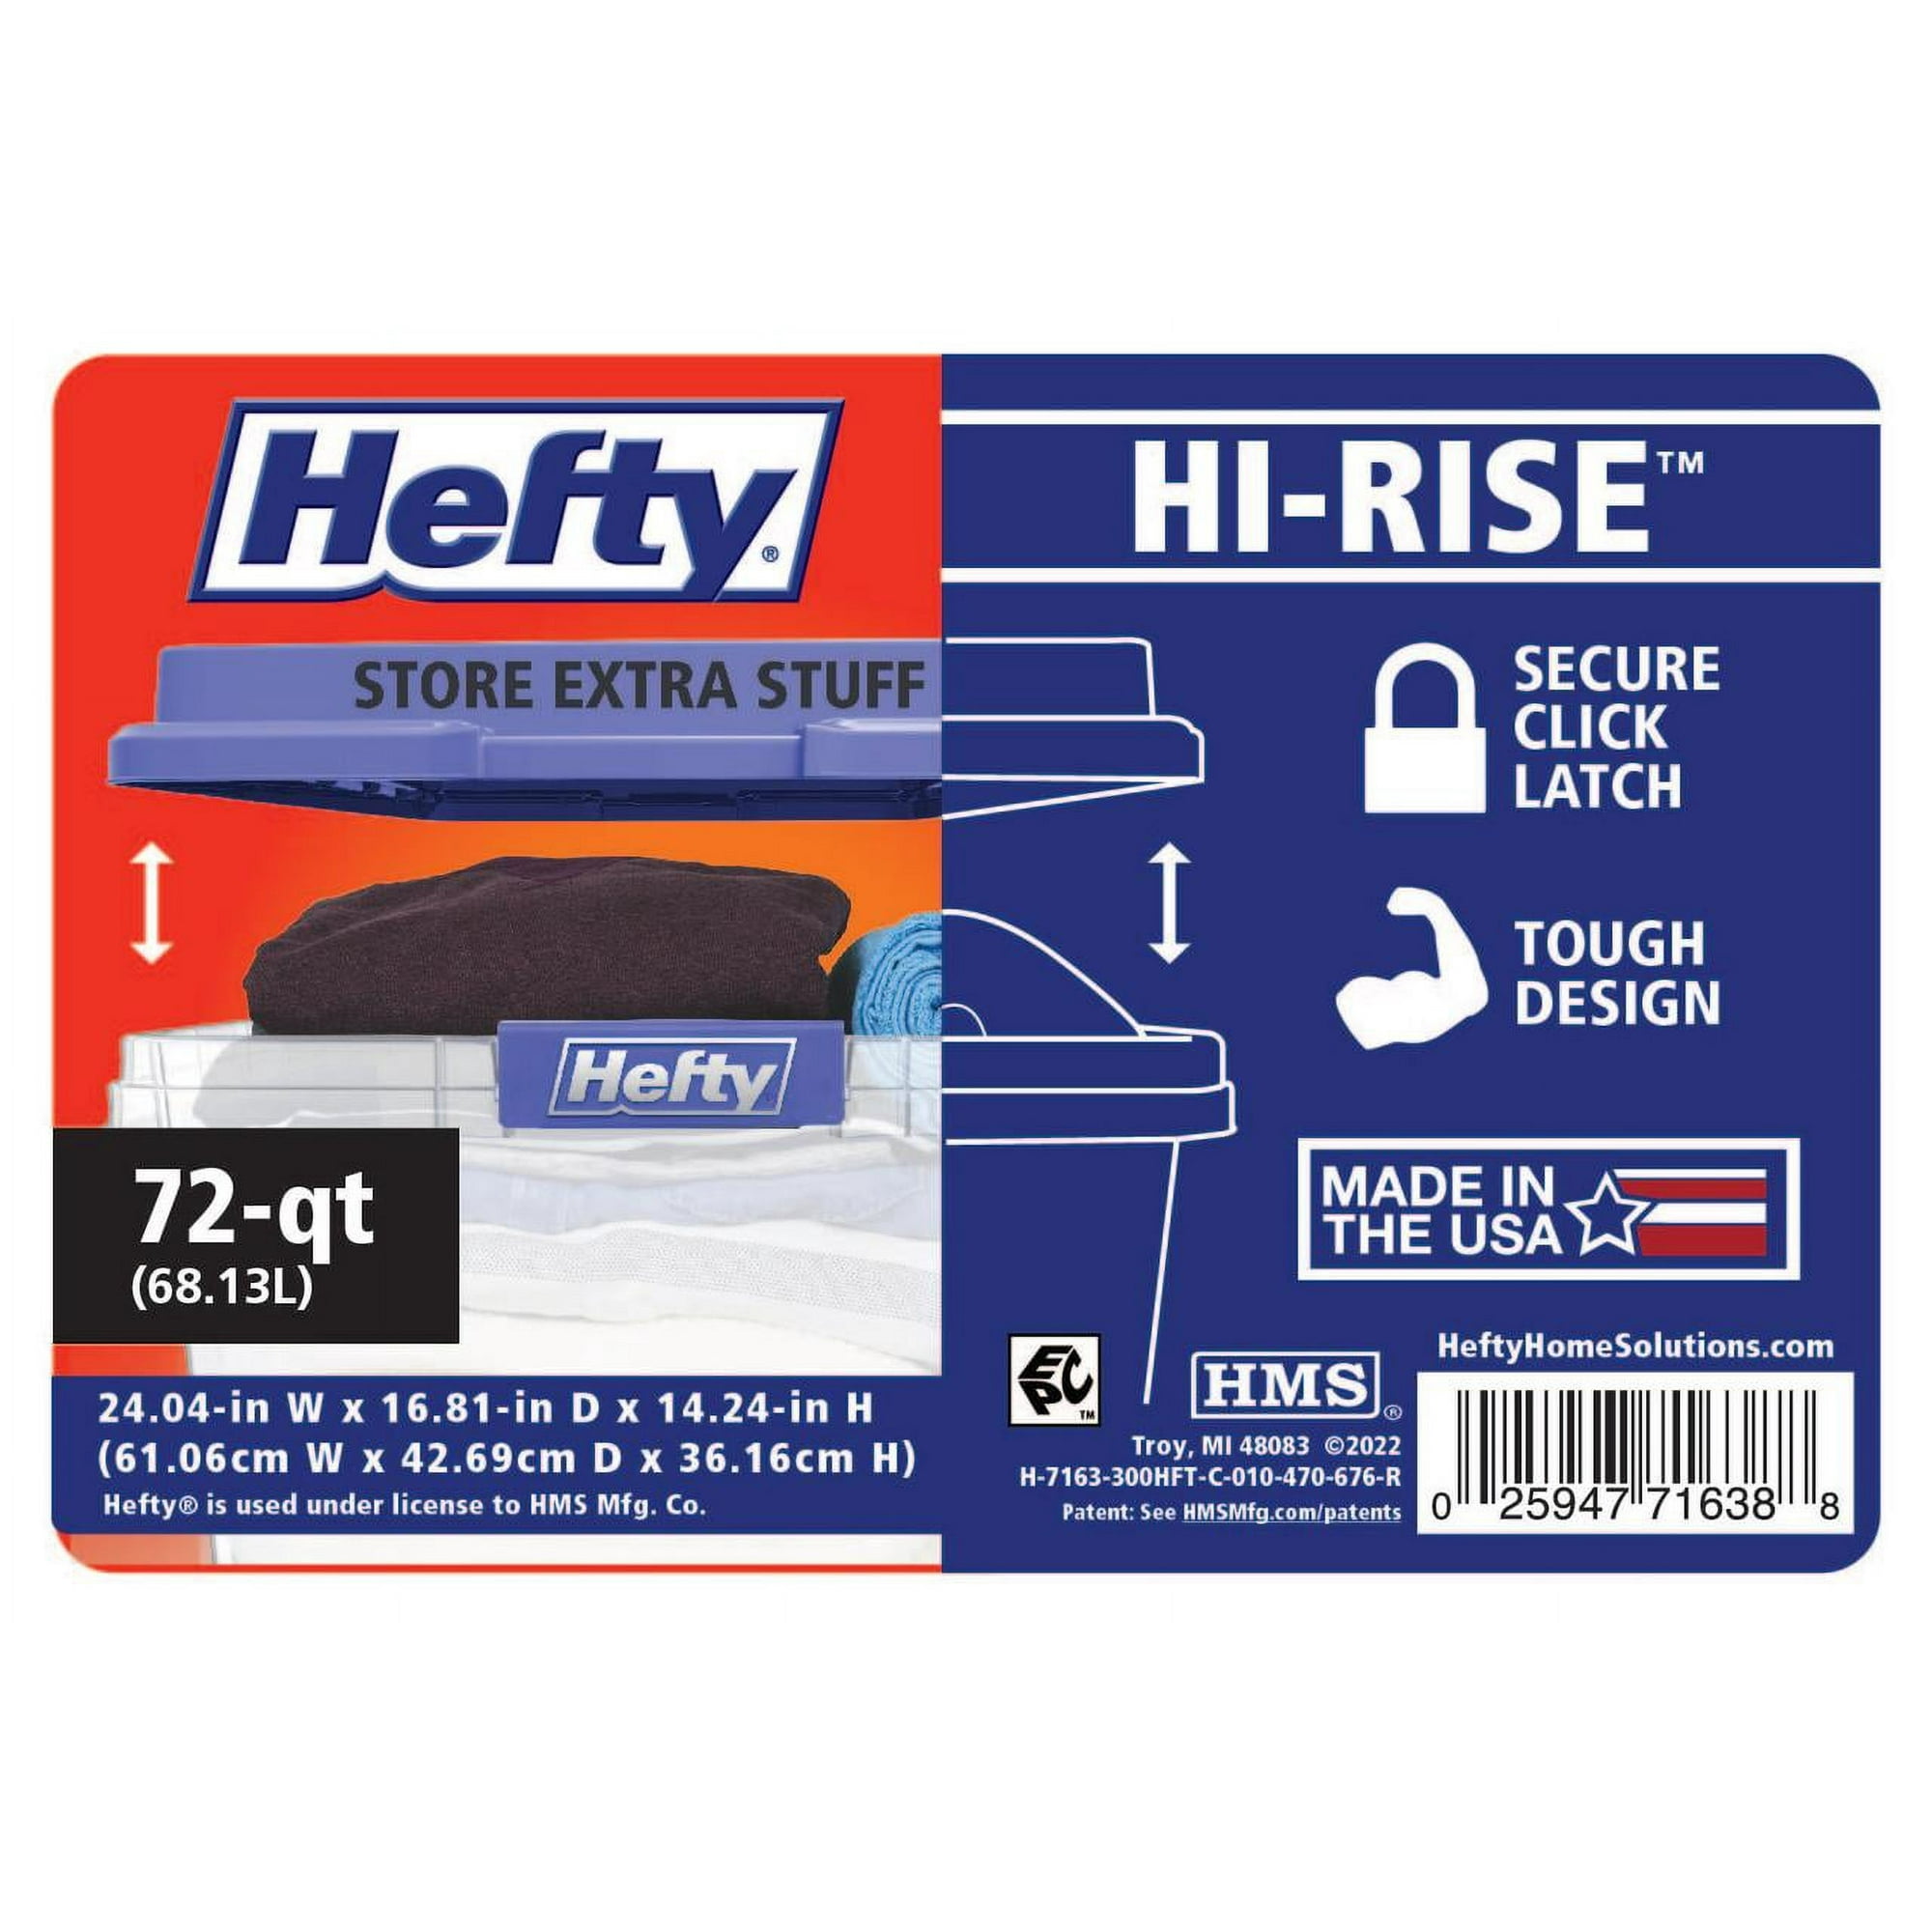 Hefty®
STORE EXTRA STUFF
Hefty
72-qt
(68.13L)
24.04-in W x 16.81-in D x 14.24-in H
(61.06cm W x 42.69cm D x 36.16cm H)
Hefty® is used under license to HMS Mfg. Co.
HI-RISE™
SECURE
CLICK
LATCH
TOUGH
DESIGN
MADE IN
THE USA
EPC™
HMS®
Troy, MI 48083 ©2022
H-7163-300HFT-C-010-470-676-R
Patent: See HMSMfg.com/patents
HeftyHomeSolutions.com
0 25947 71638 8